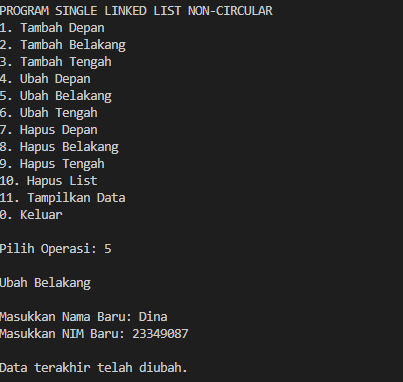 PROGRAM SINGLE LINKED LIST NON-CIRCULAR
1. Tambah Depan
2. Tambah Belakang
3. Tambah Tengah
4. Ubah Depan
5. Ubah Belakang
6. Ubah Tengah
7. Hapus Depan
8. Hapus Belakang
9. Hapus Tengah
10. Hapus List
11. Tampilkan Data
0. Keluar
Pilih Operasi: 5
Ubah Belakang
Masukkan Nama Baru: Dina
Masukkan NIM Baru: 23349087
Data terakhir telah diubah.